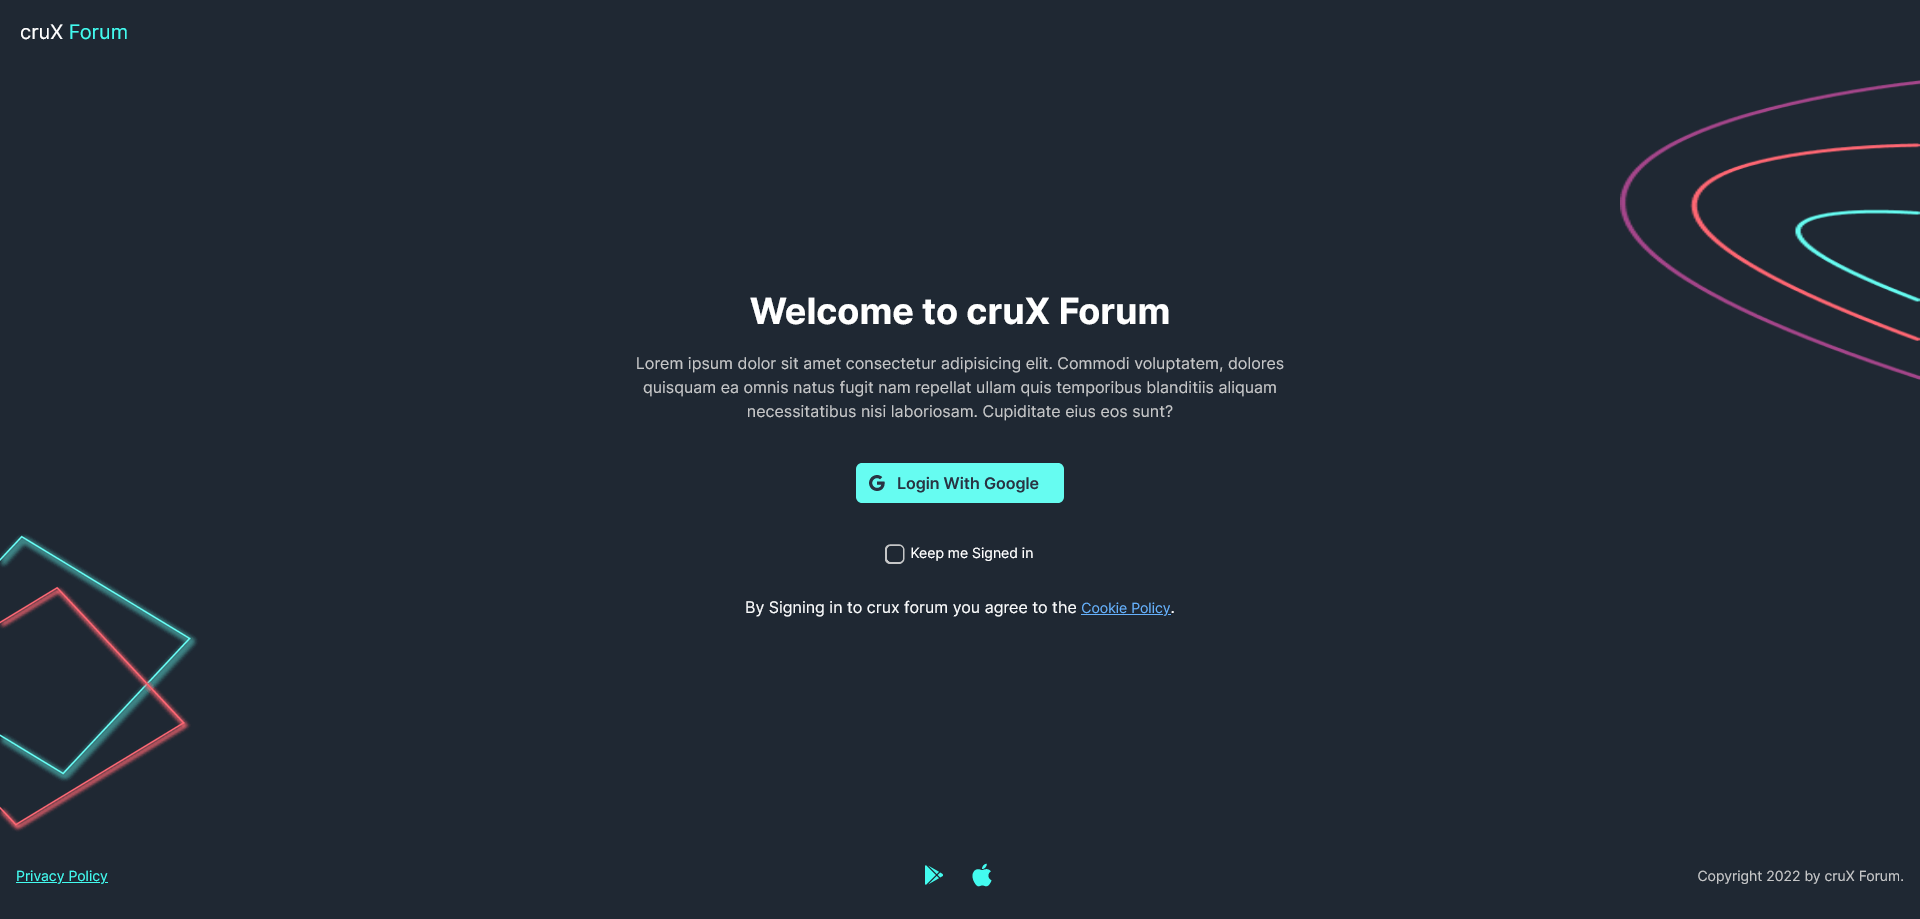 cruX Forum
Welcome to cruX Forum
Lorem ipsum dolor sit amet consectetur adipisicing elit. Commodi voluptatem, dolores
quisquam ea omnis natus fugit nam repellat ullam quis temporibus blanditiis aliquam
necessitatibus nisi laboriosam. Cupiditate eius eos sunt?
Login With Google
Keep me Signed in
By Signing in to crux forum you agree to the Cookie Policy.
Privacy Policy
Copyright 2022 by cruX Forum.